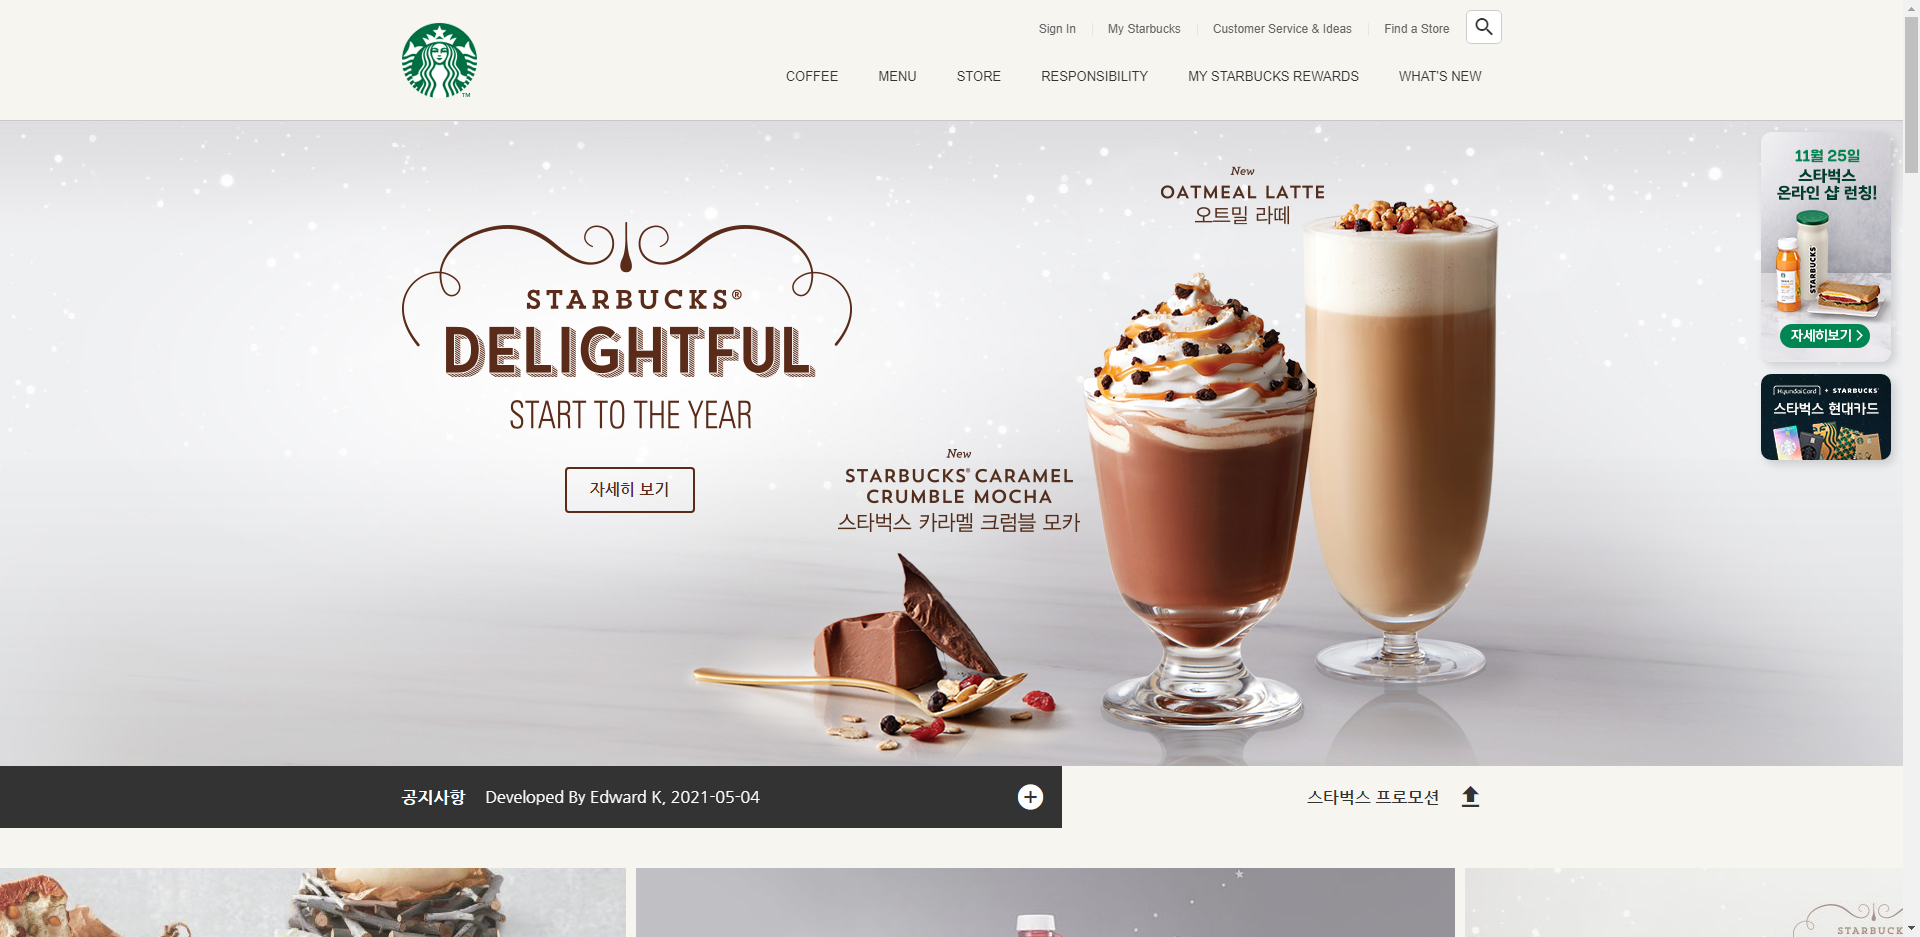 Sign In
My Starbucks
Customer Service & Ideas
Find a Store
TM
COFFEE
MENU
STORE
RESPONSIBILITY
MY STARBUCKS REWARDS
WHAT'S NEW
STARBUCKS®
DELIGHTFUL
START TO THE YEAR
자세히 보기
New
OATMEAL LATTE
오트밀 라떼
New
STARBUCKS® CARAMEL
CRUMBLE MOCHA
스타벅스 카라멜 크럼블 모카
11월 25일
스타벅스
온라인 샵 런칭!
STARBUCKS
자세히보기 >
HyundaiCard + STARBUCKS®
스타벅스 현대카드
공지사항
Developed By Edward K, 2021-05-04
스타벅스 프로모션
STARBUCK